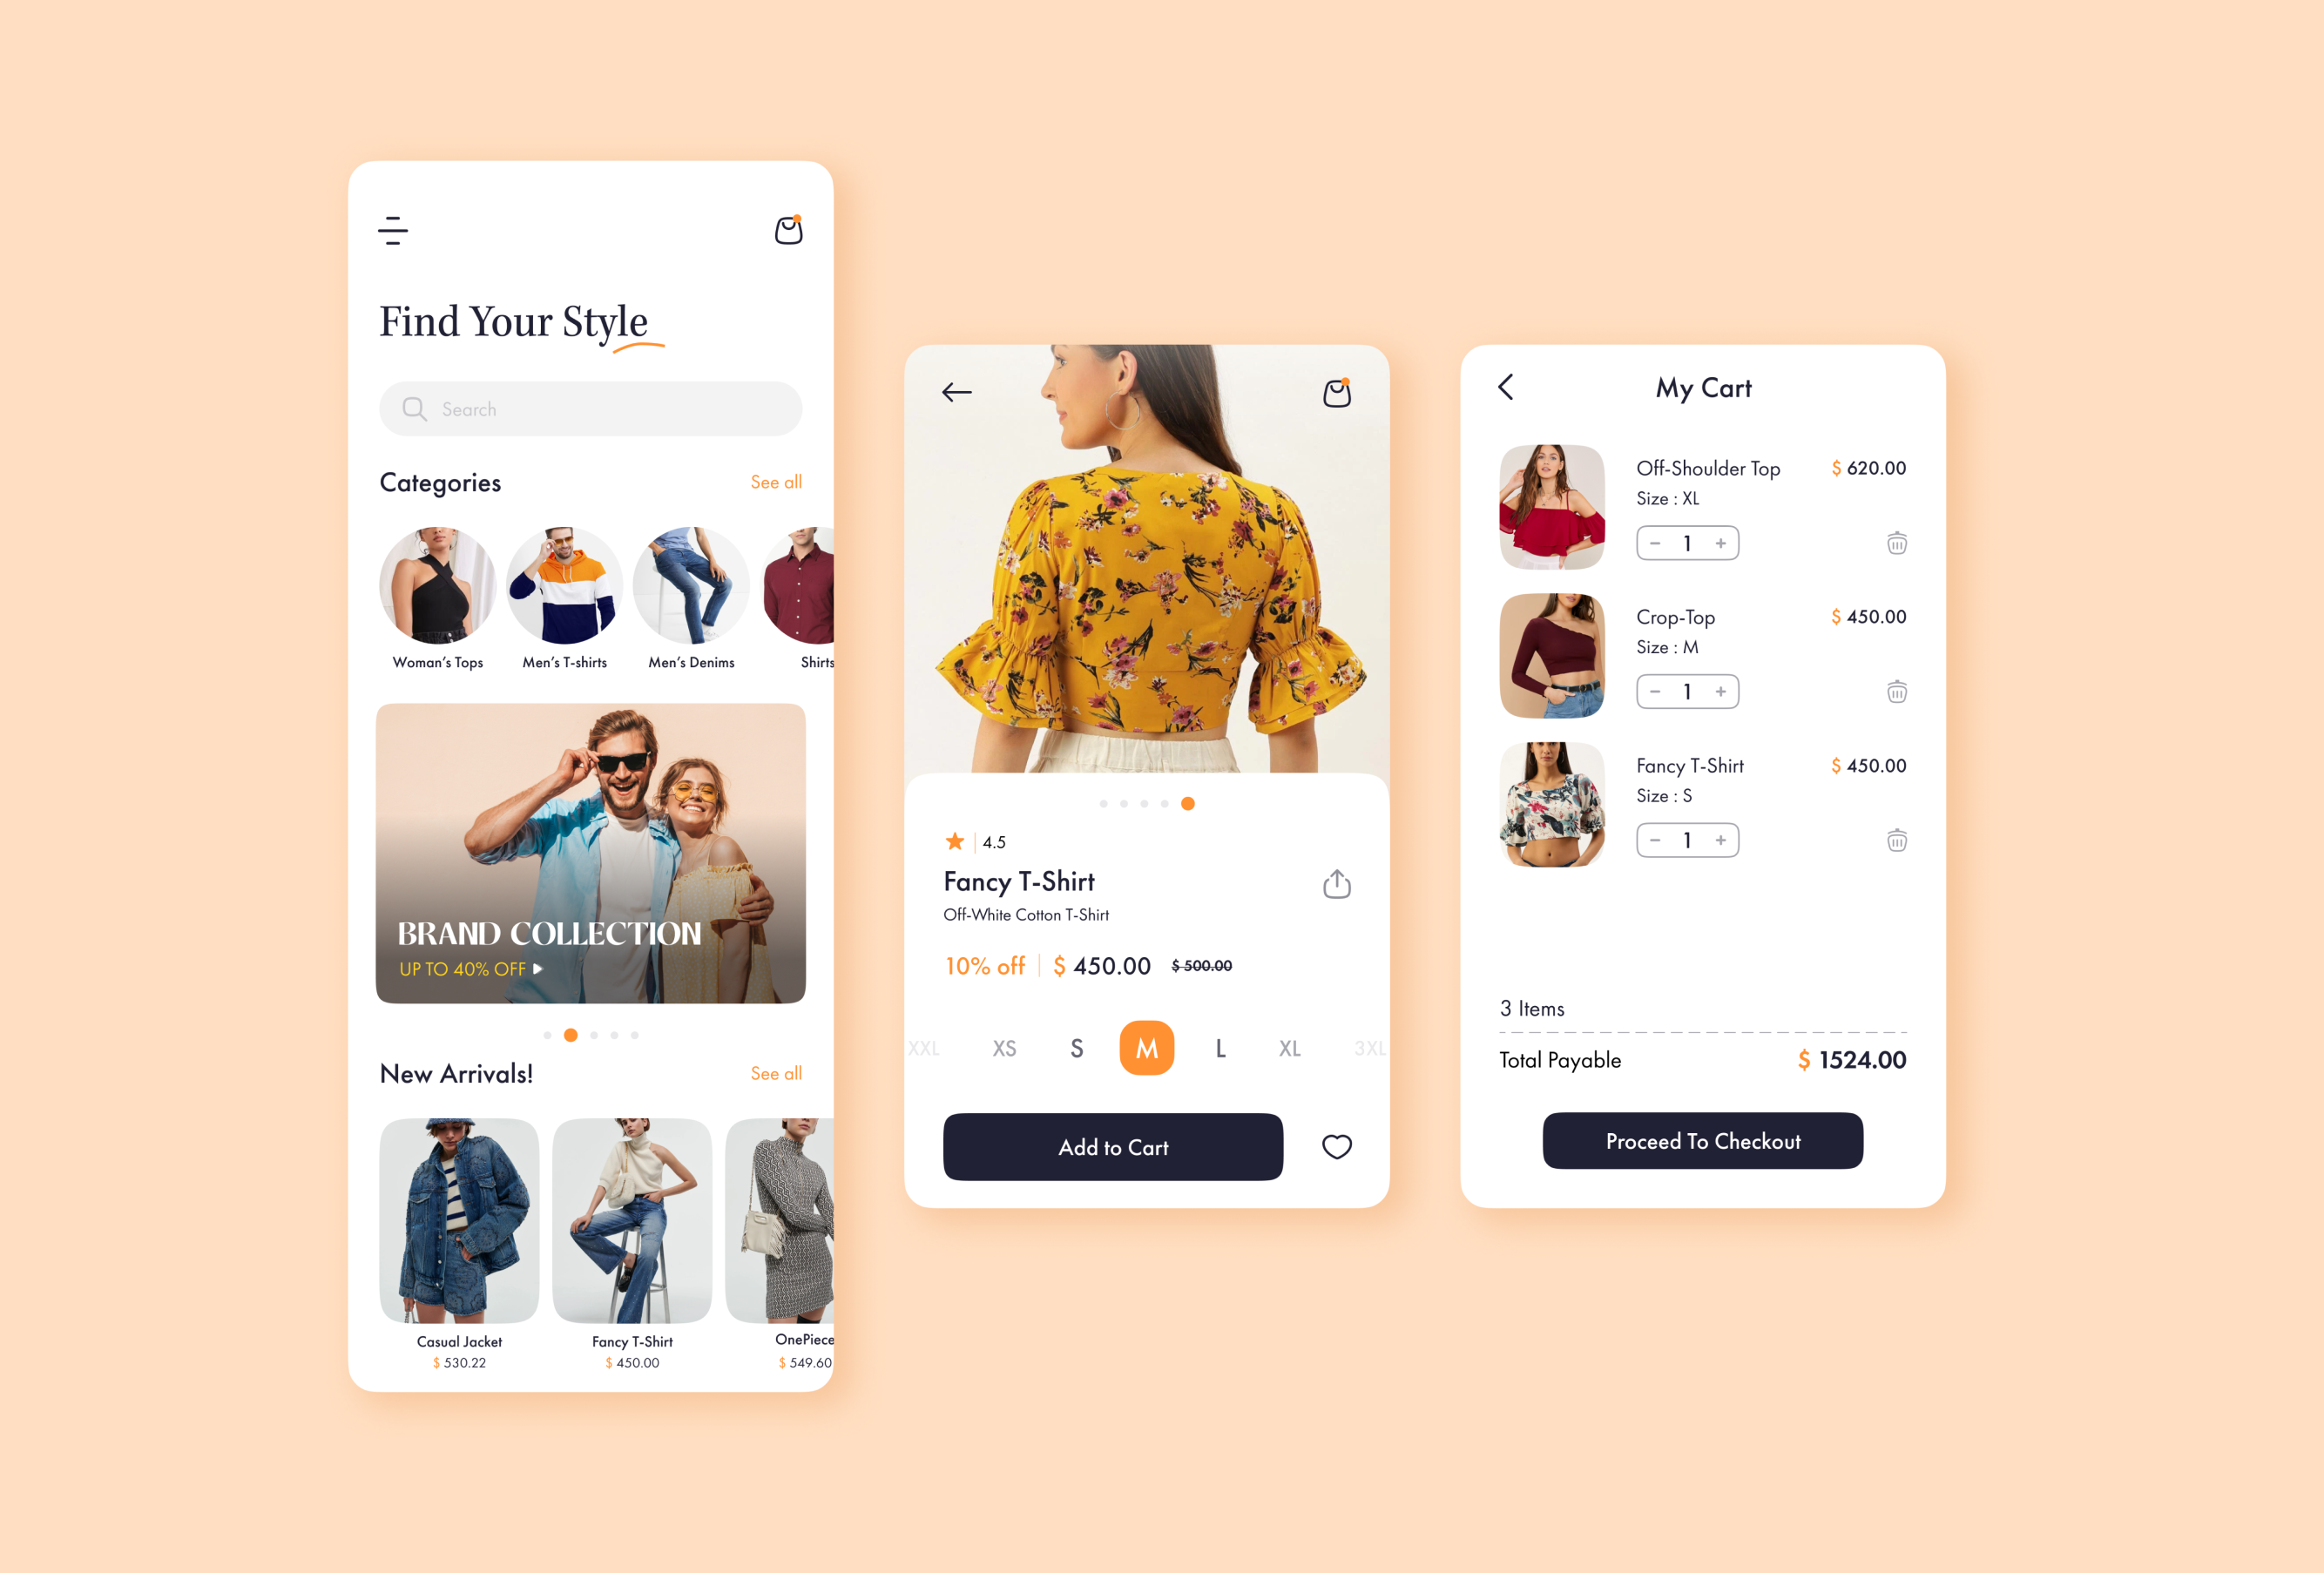 Find Your Style
Search
Categories
See all
Woman's Tops
Men's T-shirts
Men's Denims
Shirts
BRAND COLLECTION
UP TO 40% OFF
New Arrivals!
See all
Casual Jacket
$ 530.22
Fancy T-Shirt
$ 450.00
OnePiece
$ 549.60
4.5
Fancy T-Shirt
Off-White Cotton T-Shirt
10% off $ 450.00 $ 500.00
XXL XS S M L XL 3XL
Add to Cart
My Cart
Off-Shoulder Top $ 620.00
Size : XL
- 1 +
Crop-Top $ 450.00
Size : M
- 1 +
Fancy T-Shirt $ 450.00
Size : S
- 1 +
3 Items
Total Payable $ 1524.00
Proceed To Checkout